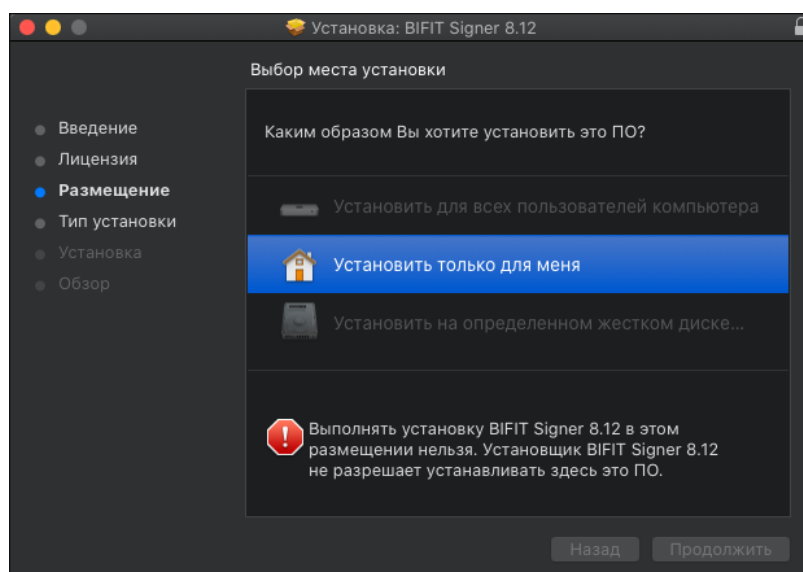 Установка: BIFIT Signer 8.12
Выбор места установки
Введение
Лицензия
Размещение
Тип установки
Установка
Обзор
Каким образом Вы хотите установить это ПО?
Установить для всех пользователей компьютера
Установить только для меня
Установить на определенном жестком диске...
Выполнять установку BIFIT Signer 8.12 в этом
размещении нельзя. Установщик BIFIT Signer 8.12
не разрешает устанавливать здесь это ПО.
Назад
Продолжить